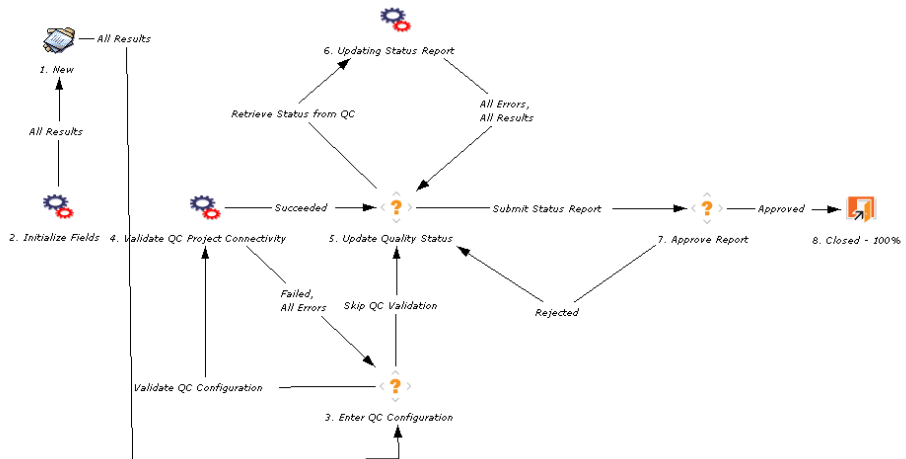 All Results
1. New
6. Updating Status Report
Retrieve Status from QC
All Errors,
All Results
All Results
Succeeded
Submit Status Report
Approved
2. Initialize Fields
4. Validate QC Project Connectivity
5. Update Quality Status
7. Approve Report
8. Closed - 100%
Failed,
All Errors
Skip QC Validation
Rejected
Validate QC Configuration
3. Enter QC Configuration